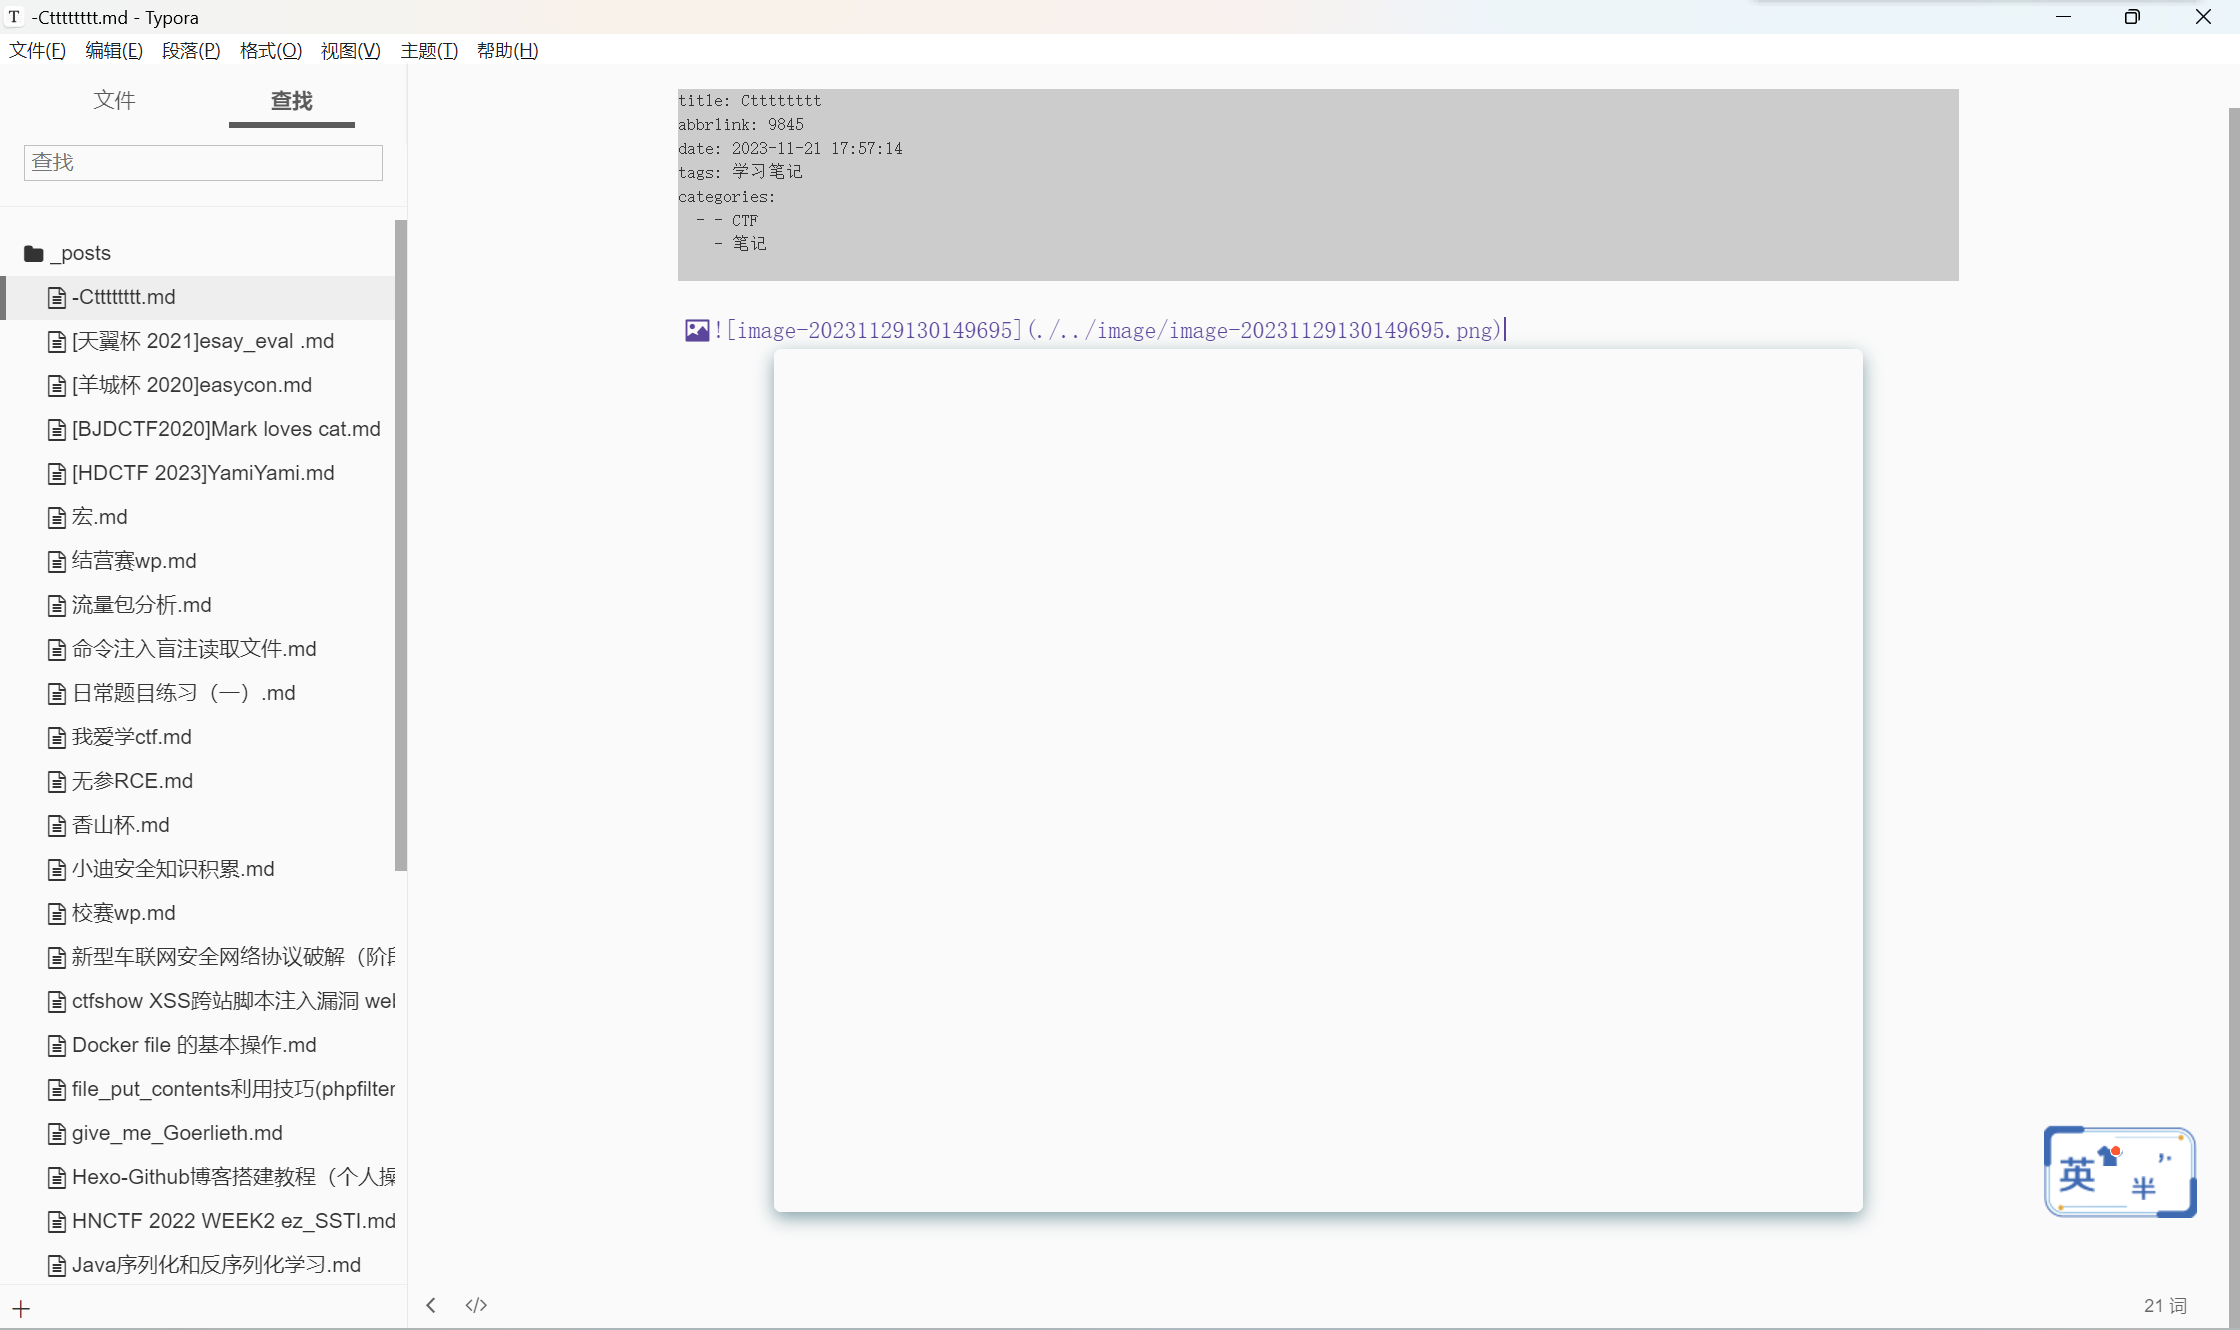 -Ctttttttt.md - Typora
文件(F) 编辑(E) 段落(P) 格式(O) 视图(V) 主题(T) 帮助(H)
文件 查找
查找
_posts
-Ctttttttt.md
[天翼杯 2021]esay_eval .md
[羊城杯 2020]easycon.md
[BJDCTF2020]Mark loves cat.md
[HDCTF 2023]YamiYami.md
宏.md
结营赛wp.md
流量包分析.md
命令注入盲注读取文件.md
日常题目练习（一）.md
我爱学ctf.md
无参RCE.md
香山杯.md
小迪安全知识积累.md
校赛wp.md
新型车联网安全网络协议破解（阶
ctfshow XSS跨站脚本注入漏洞 we
Docker file 的基本操作.md
file_put_contents利用技巧(phpfilter
give_me_Goerlieth.md
Hexo-Github博客搭建教程（个人操
HNCTF 2022 WEEK2 ez_SSTI.md
Java序列化和反序列化学习.md
title: Ctttttttt
abbrlink: 9845
date: 2023-11-21 17:57:14
tags: 学习笔记
categories:
- - CTF
- 笔记
![image-20231129130149695](./../image/image-20231129130149695.png)
英 半
21 词